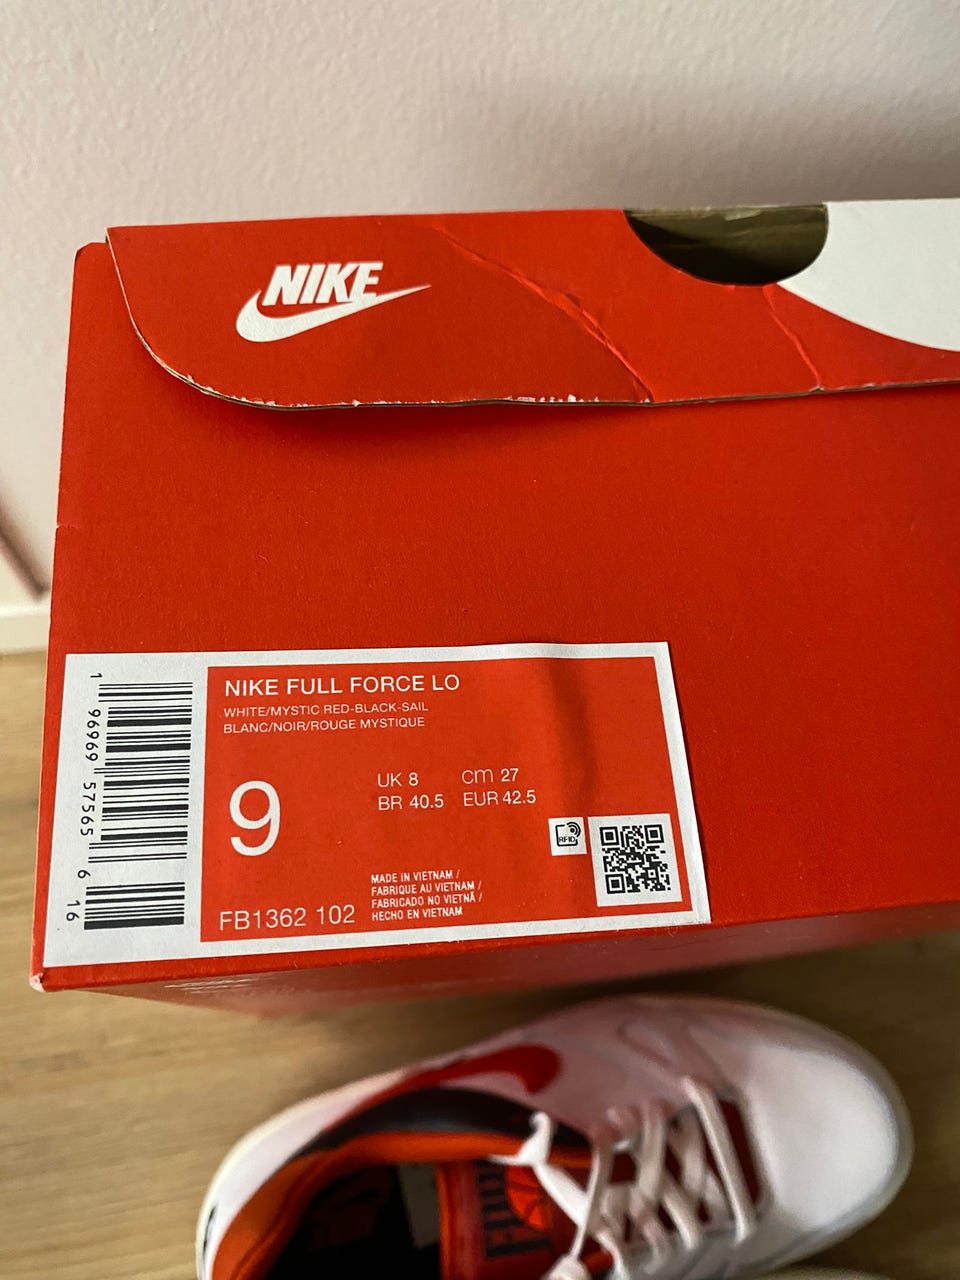 NIKE
NIKE FULL FORCE LO
WHITE/MYSTIC RED-BLACK-SAIL
BLANC/NOIR/ROUGE MYSTIQUE
9
UK 8 cm 27
BR 40.5 EUR 42.5
RFID
MADE IN VIETNAM /
FABRIQUE AU VIETNAM /
FABRICADO NO VIETNÃ /
HECHO EN VIETNAM
FB1362 102
1 96969 57565 6 16